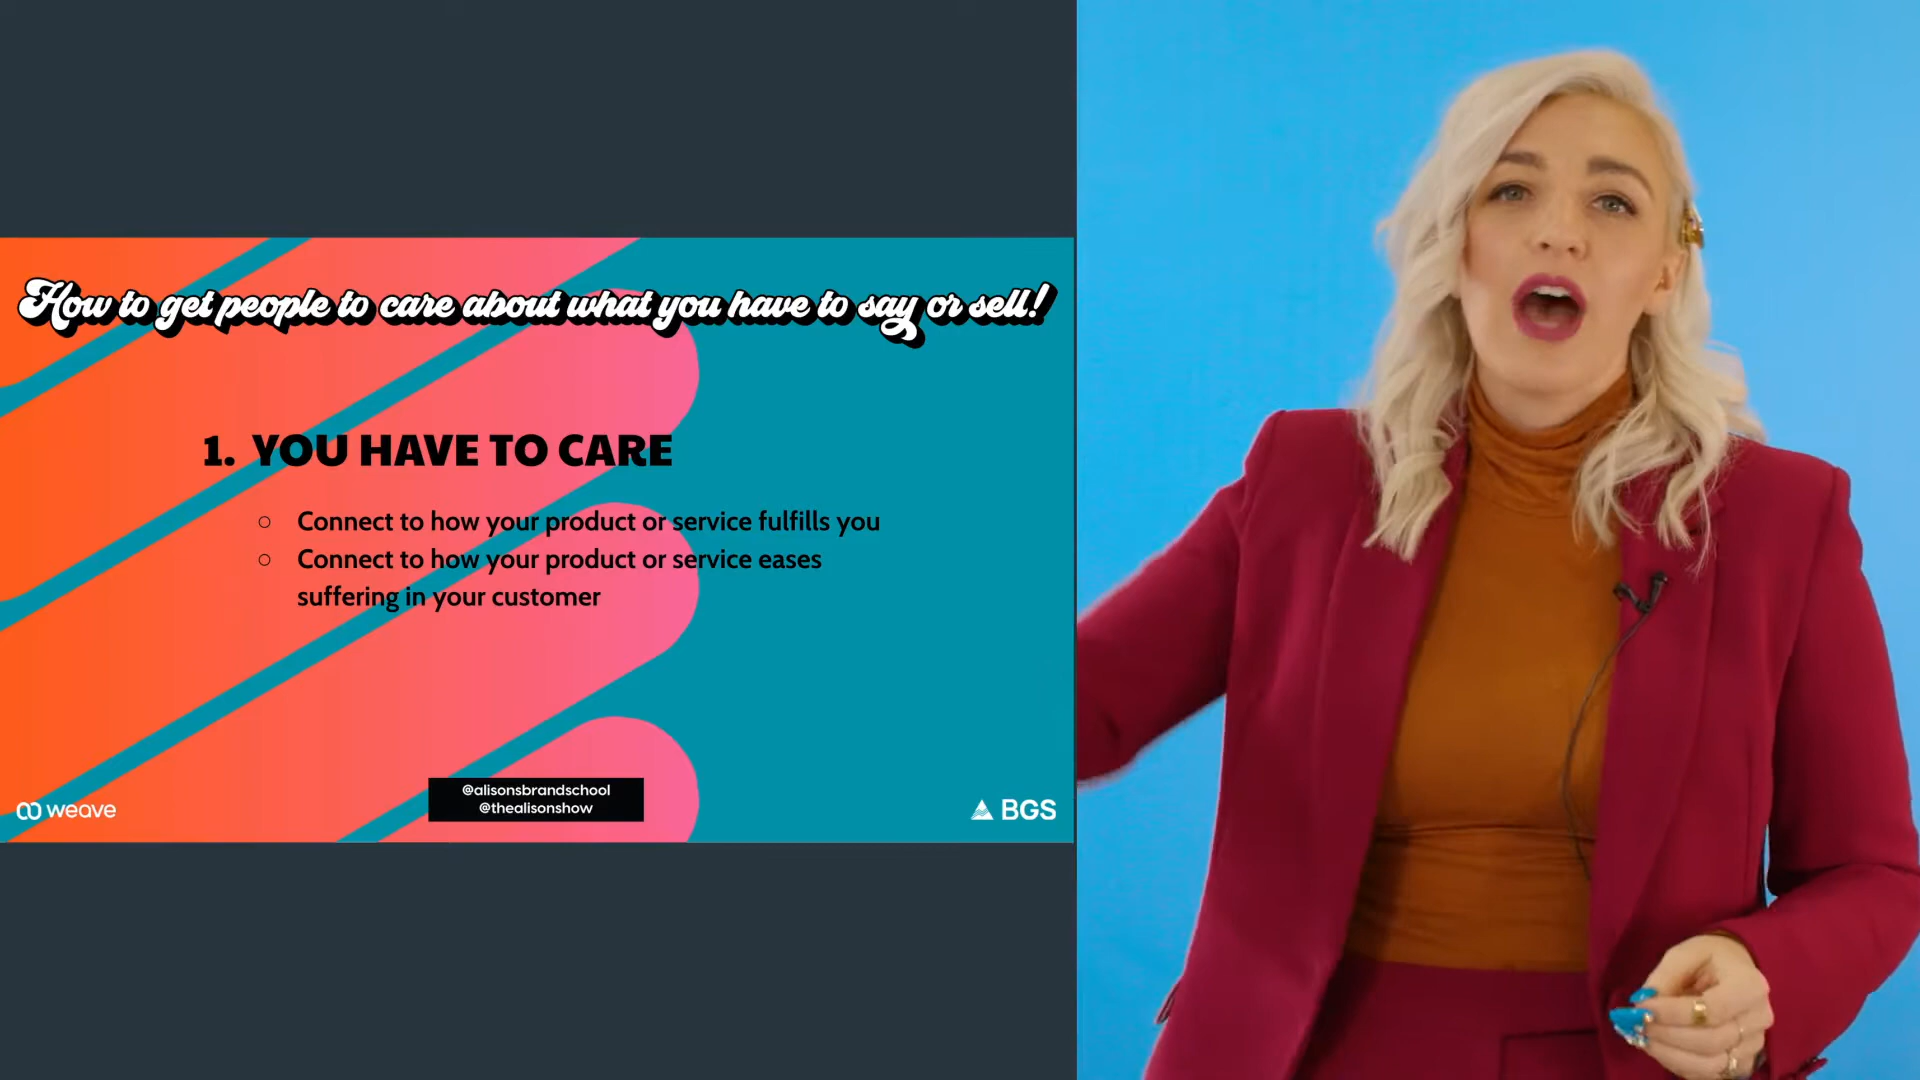 How to get people to care about what you have to say or sell!
1. YOU HAVE TO CARE
○ Connect to how your product or service fulfills you
○ Connect to how your product or service eases
suffering in your customer
@alisonsbrandschool
@thealisonshow
weave
BGS